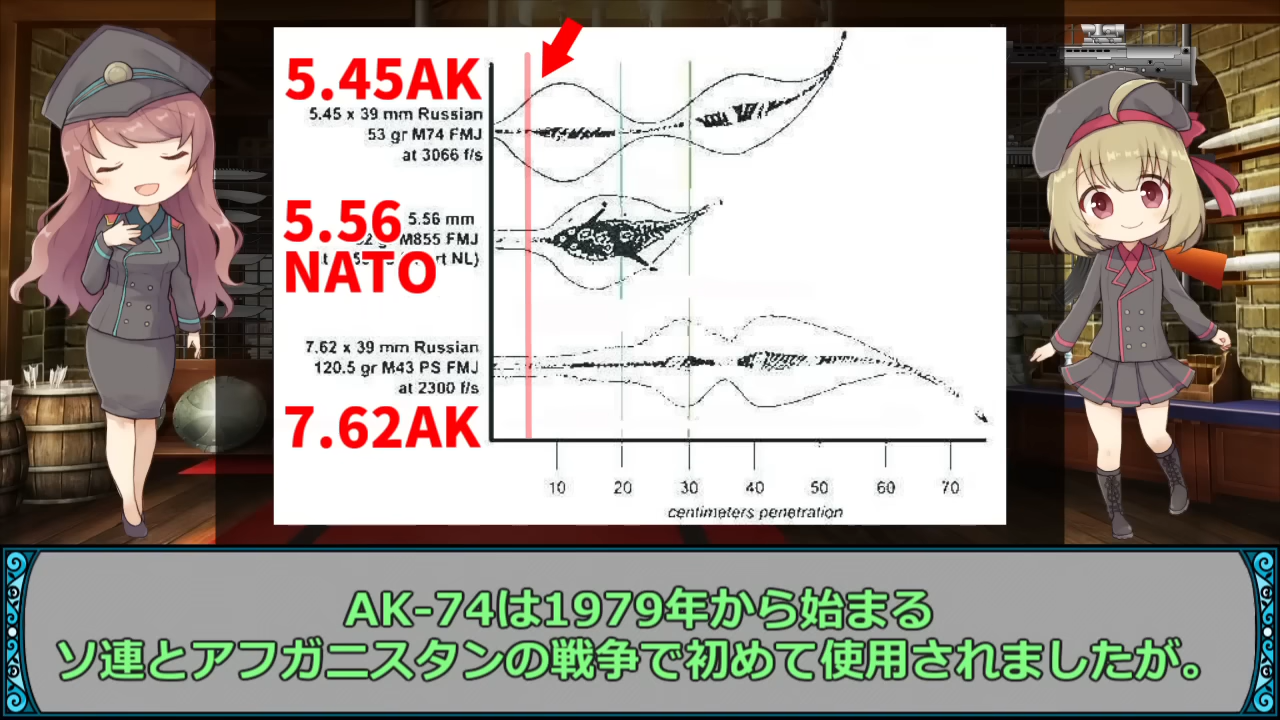 5.45AK
5.45 x 39 mm Russian
53 gr M74 FMJ
at 3066 f/s
5.56
5.56 mm
M855 FMJ
NL)
NATO
7.62 x 39 mm Russian
120.5 gr M43 PS FMJ
at 2300 f/s
7.62AK
10 20 30 40 50 60 70
centimeters penetration
AK-74は1979年から始まる
ソ連とアフガニスタンの戦争で初めて使用されましたが。